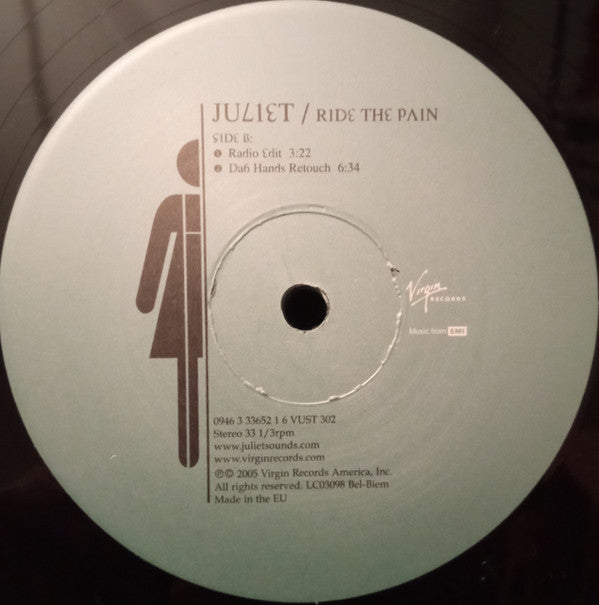 JULIET / RIDE THE PAIN
SIDE B:
❶ Radio Edit 3:22
❷ Da6 Hands Retouch 6:34
Virgin
RECORDS
Music from EMI
0946 3 33652 1 6 VUST 302
Stereo 33 1/3rpm
www.julietsounds.com
www.virginrecords.com
℗© 2005 Virgin Records America, Inc.
All rights reserved. LC03098 Bel-Biem
Made in the EU